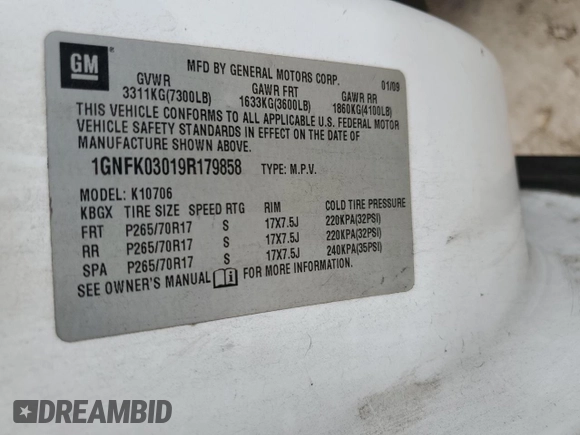 GM
MFD BY GENERAL MOTORS CORP. 01/09
GVWR GAWR FRT GAWR RR
3311KG(7300LB) 1633KG(3600LB) 1860KG(4100LB)
THIS VEHICLE CONFORMS TO ALL APPLICABLE U.S. FEDERAL MOTOR
VEHICLE SAFETY STANDARDS IN EFFECT ON THE DATE OF
MANUFACTURE SHOWN ABOVE.
1GNFK03019R179858 TYPE: M.P.V.
MODEL: K10706
KBGX TIRE SIZE SPEED RTG RIM COLD TIRE PRESSURE
FRT P265/70R17 S 17X7.5J 220KPA(32PSI)
RR P265/70R17 S 17X7.5J 220KPA(32PSI)
SPA P265/70R17 S 17X7.5J 240KPA(35PSI)
SEE OWNER'S MANUAL FOR MORE INFORMATION.
DREAMBID